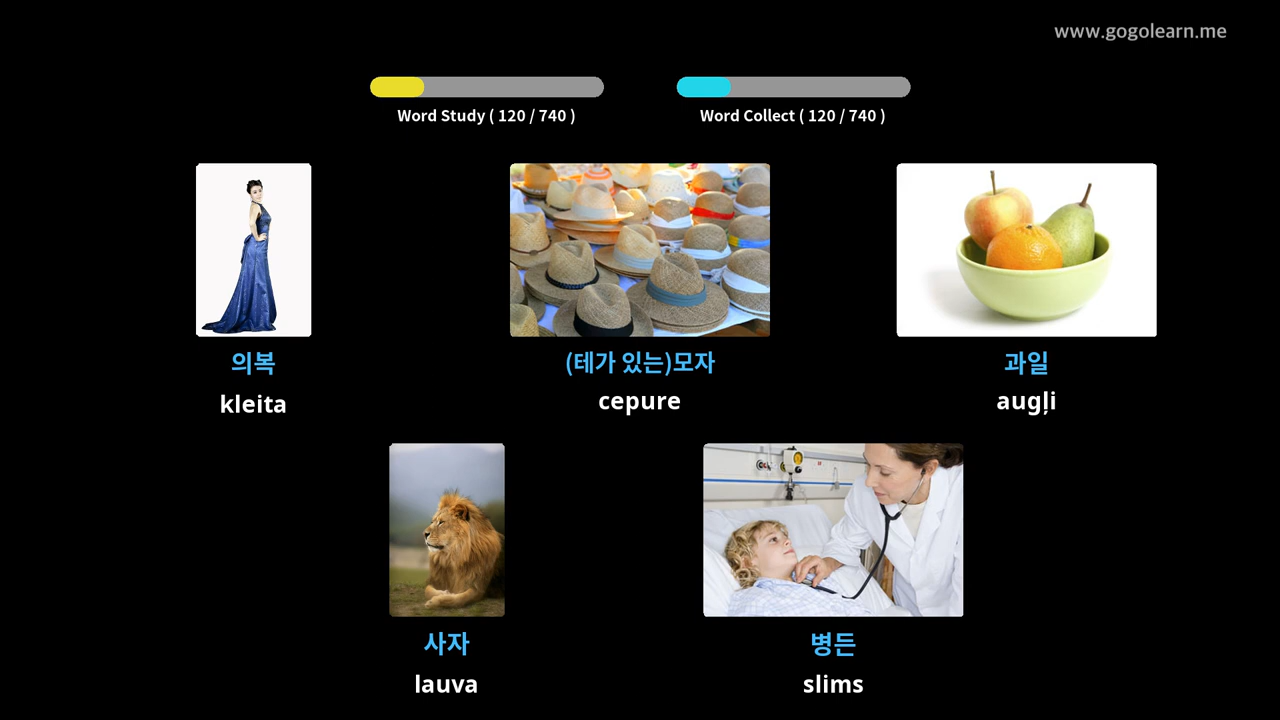 www.gogolearn.me
Word Study ( 120 / 740 )
Word Collect ( 120 / 740 )
의복
kleita
(테가 있는)모자
cepure
과일
augļi
사자
lauva
병든
slims